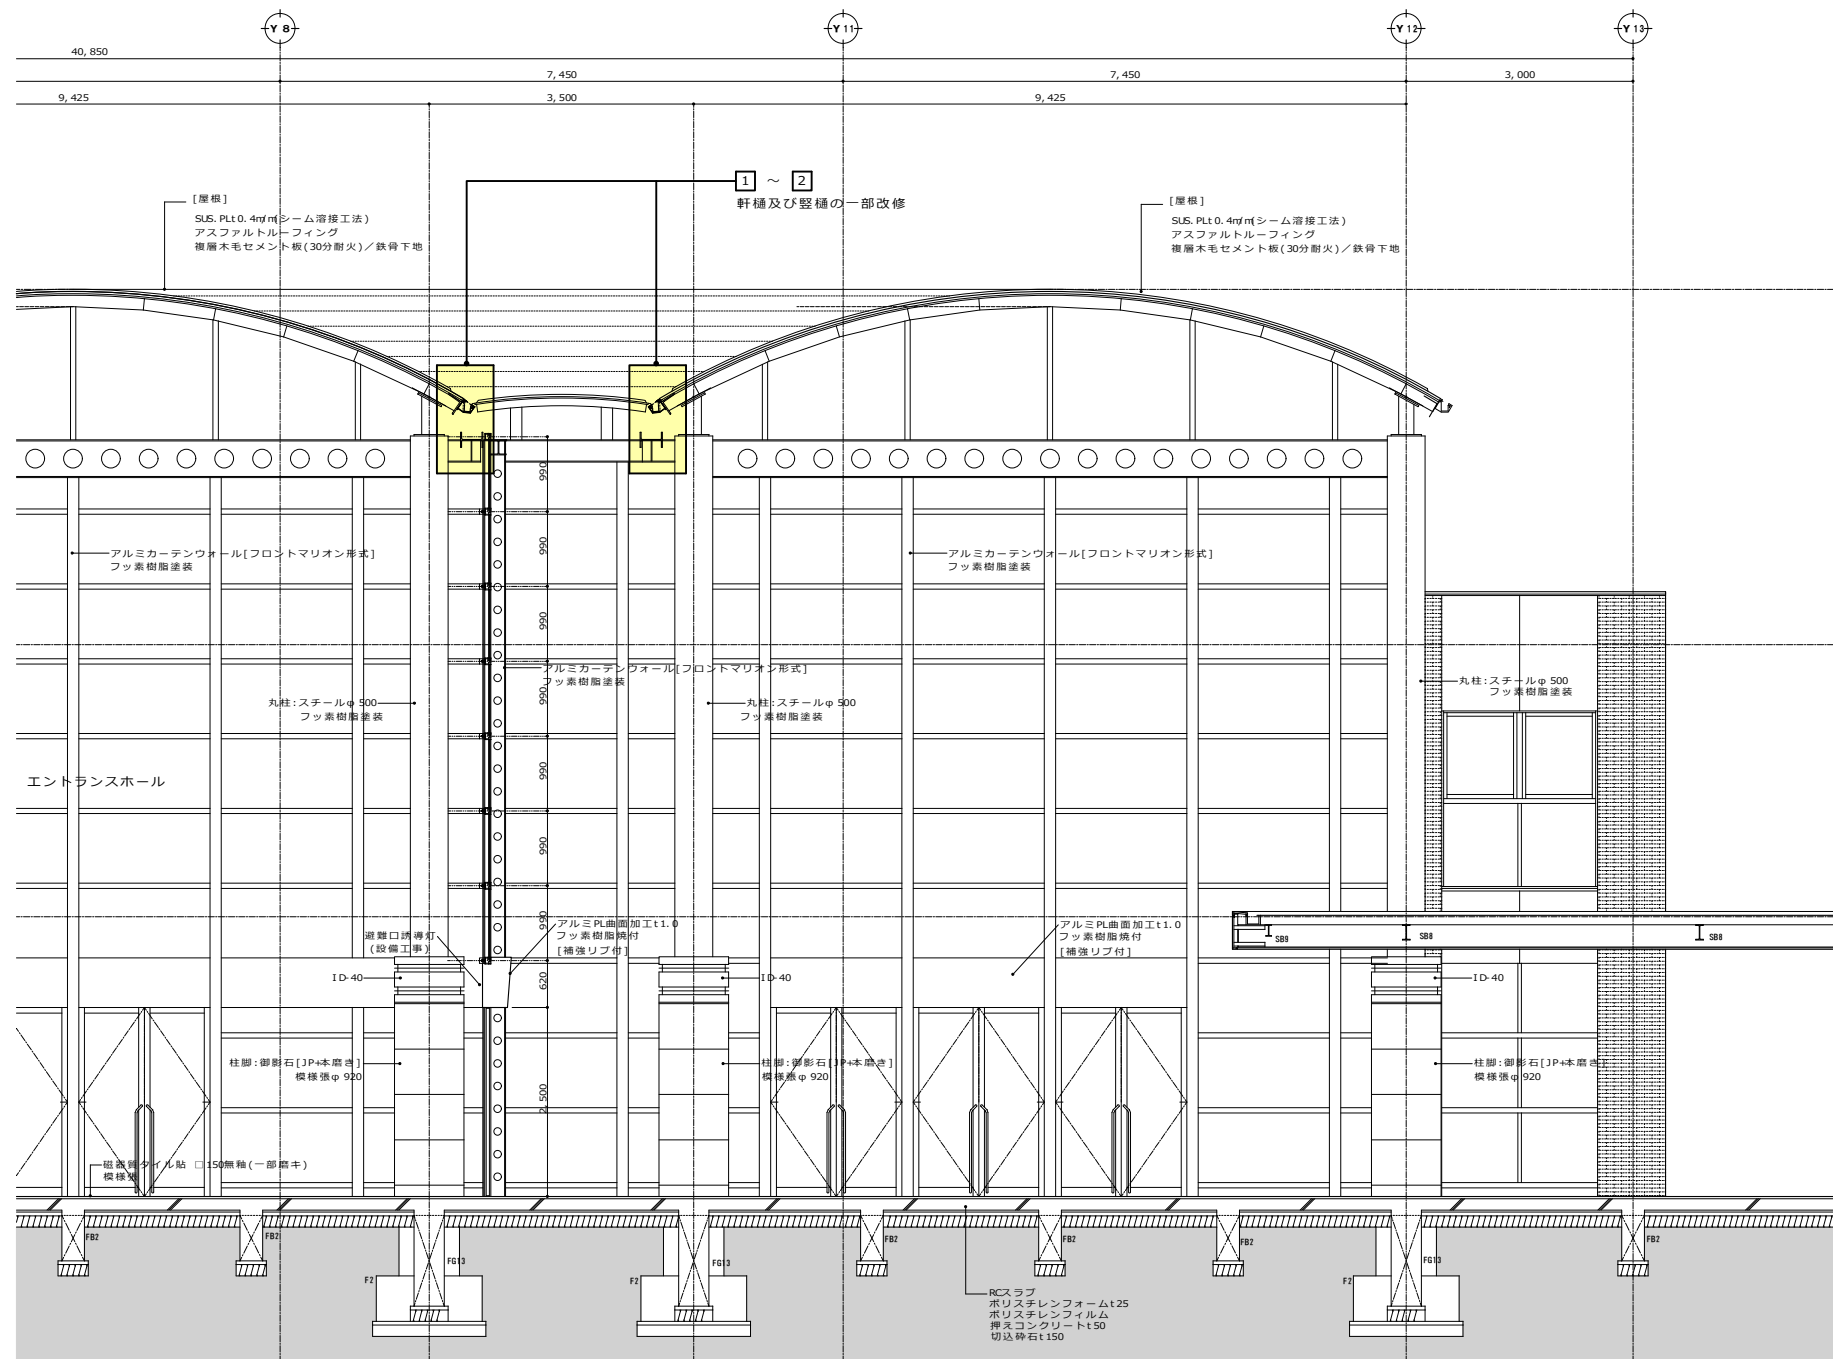 Y 8
Y 11
Y 12
Y 13
40,850
7,450
7,450
3,000
9,425
3,500
9,425
1 ～ 2
軒樋及び竪樋の一部改修
[屋根]
SUS.PLt0.4m/m(シーム溶接工法)
アスファルトルーフィング
複層木毛セメント板(30分耐火)／鉄骨下地
[屋根]
SUS.PLt0.4m/m(シーム溶接工法)
アスファルトルーフィング
複層木毛セメント板(30分耐火)／鉄骨下地
990
990
990
990
990
990
990
620
2,500
アルミカーテンウォール[フロントマリオン形式]
フッ素樹脂塗装
アルミカーテンウォール[フロントマリオン形式]
フッ素樹脂塗装
アルミカーテンウォール[フロントマリオン形式]
フッ素樹脂塗装
丸柱:スチールφ500
フッ素樹脂塗装
丸柱:スチールφ500
フッ素樹脂塗装
丸柱:スチールφ500
フッ素樹脂塗装
エントランスホール
避難口誘導灯
(設備工事)
アルミPL曲面加工t1.0
フッ素樹脂焼付
[補強リブ付]
アルミPL曲面加工t1.0
フッ素樹脂焼付
[補強リブ付]
SB9
SB8
SB8
ID-40
ID-40
ID-40
柱脚:御影石[JP+本磨き]
模様張φ920
柱脚:御影石[JP+本磨き]
模様張φ920
柱脚:御影石[JP+本磨き]
模様張φ920
磁器質タイル貼 □150無釉(一部磨キ)
模様張
FB2
FB2
FB2
FB2
FB2
FB2
FG13
FG13
FG13
F2
F2
F2
RCスラブ
ポリスチレンフォームt25
ポリスチレンフィルム
押えコンクリートt50
切込砕石t150